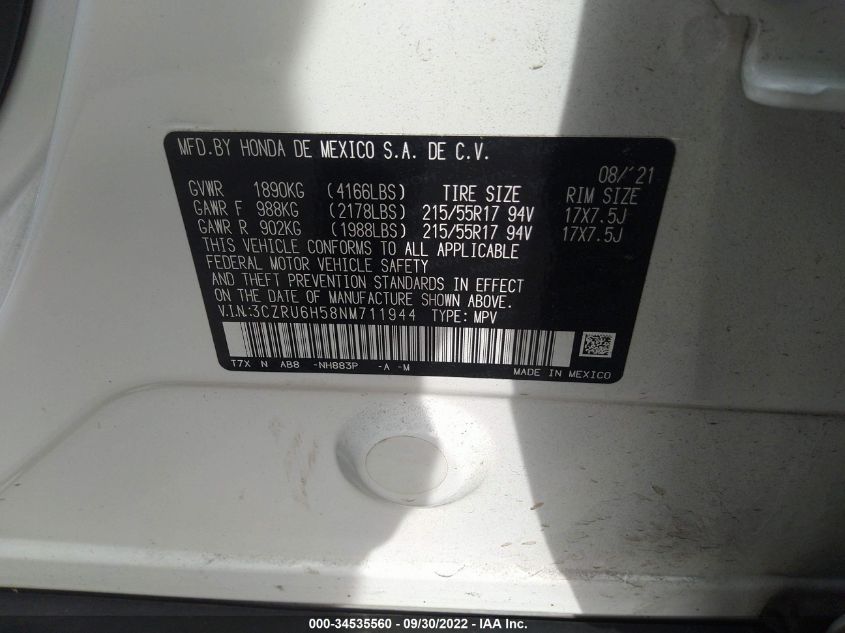 MFD.BY HONDA DE MEXICO S.A. DE C.V.
08/'21
GVWR 1890KG (4166LBS) TIRE SIZE RIM SIZE
GAWR F 988KG (2178LBS) 215/55R17 94V 17X7.5J
GAWR R 902KG (1988LBS) 215/55R17 94V 17X7.5J
THIS VEHICLE CONFORMS TO ALL APPLICABLE
FEDERAL MOTOR VEHICLE SAFETY
AND THEFT PREVENTION STANDARDS IN EFFECT
ON THE DATE OF MANUFACTURE SHOWN ABOVE.
V.I.N:3CZRU6H58NM711944 TYPE: MPV
T7X N AB8 -NH883P -A -M MADE IN MEXICO
000-34535560 - 09/30/2022 - IAA Inc.